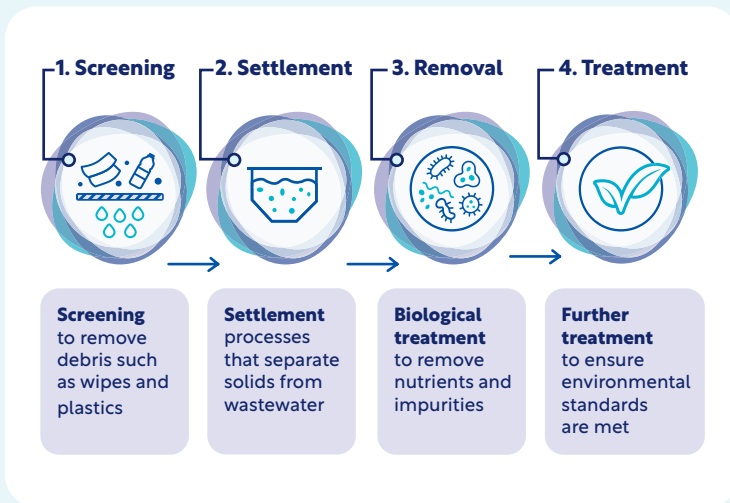 1. Screening
2. Settlement
3. Removal
4. Treatment
Screening
to remove
debris such
as wipes and
plastics
Settlement
processes
that separate
solids from
wastewater
Biological
treatment
to remove
nutrients and
impurities
Further
treatment
to ensure
environmental
standards
are met